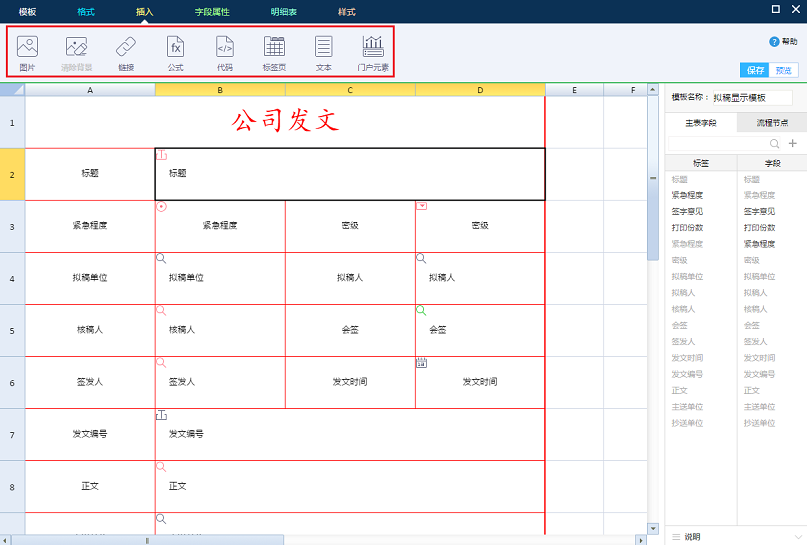 模板 格式 插入 字段属性 明细表 样式
图片 清除背景 链接 公式 代码 标签页 文本 门户元素
? 帮助
保存 预览
A B C D E F
模板名称： 拟稿显示模板
1 公司发文
主表字段 流程节点
2 标题 标题
标签 字段
标题 标题
紧急程度 紧急程度
签字意见 签字意见
打印份数 打印份数
紧急程度 紧急程度
密级 密级
拟稿单位 拟稿单位
拟稿人 拟稿人
核稿人 核稿人
会签 会签
签发人 签发人
发文时间 发文时间
发文编号 发文编号
正文 正文
主送单位 主送单位
抄送单位 抄送单位
3 紧急程度 紧急程度 密级 密级
4 拟稿单位 拟稿单位 拟稿人 拟稿人
5 核稿人 核稿人 会签 会签
6 签发人 签发人 发文时间 发文时间
7 发文编号 发文编号
8 正文 正文
说明